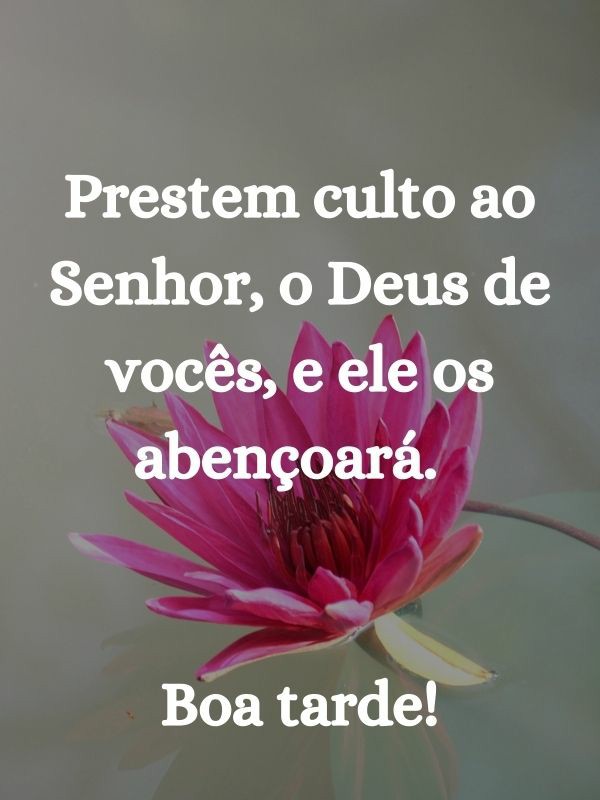 Prestem culto ao
Senhor, o Deus de
vocês, e ele os
abençoará.
Boa tarde!